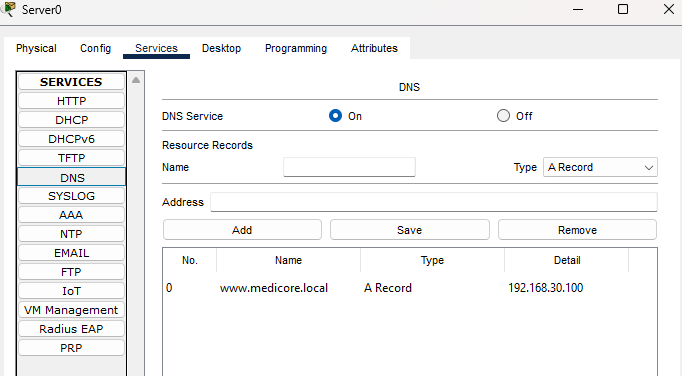 Server0
Physical Config Services Desktop Programming Attributes
SERVICES
HTTP
DHCP
DHCPv6
TFTP
DNS
SYSLOG
AAA
NTP
EMAIL
FTP
IoT
VM Management
Radius EAP
PRP
DNS
DNS Service On Off
Resource Records
Name Type A Record
Address
Add Save Remove
No. Name Type Detail
0 www.medicore.local A Record 192.168.30.100